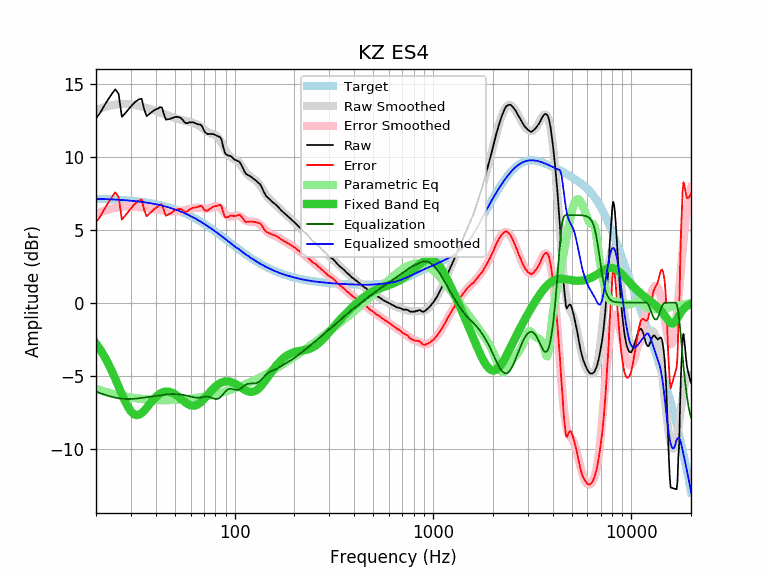 KZ ES4
Amplitude (dBr)
15
10
5
0
−5
−10
Target
Raw Smoothed
Error Smoothed
Raw
Error
Parametric Eq
Fixed Band Eq
Equalization
Equalized smoothed
100
1000
10000
Frequency (Hz)